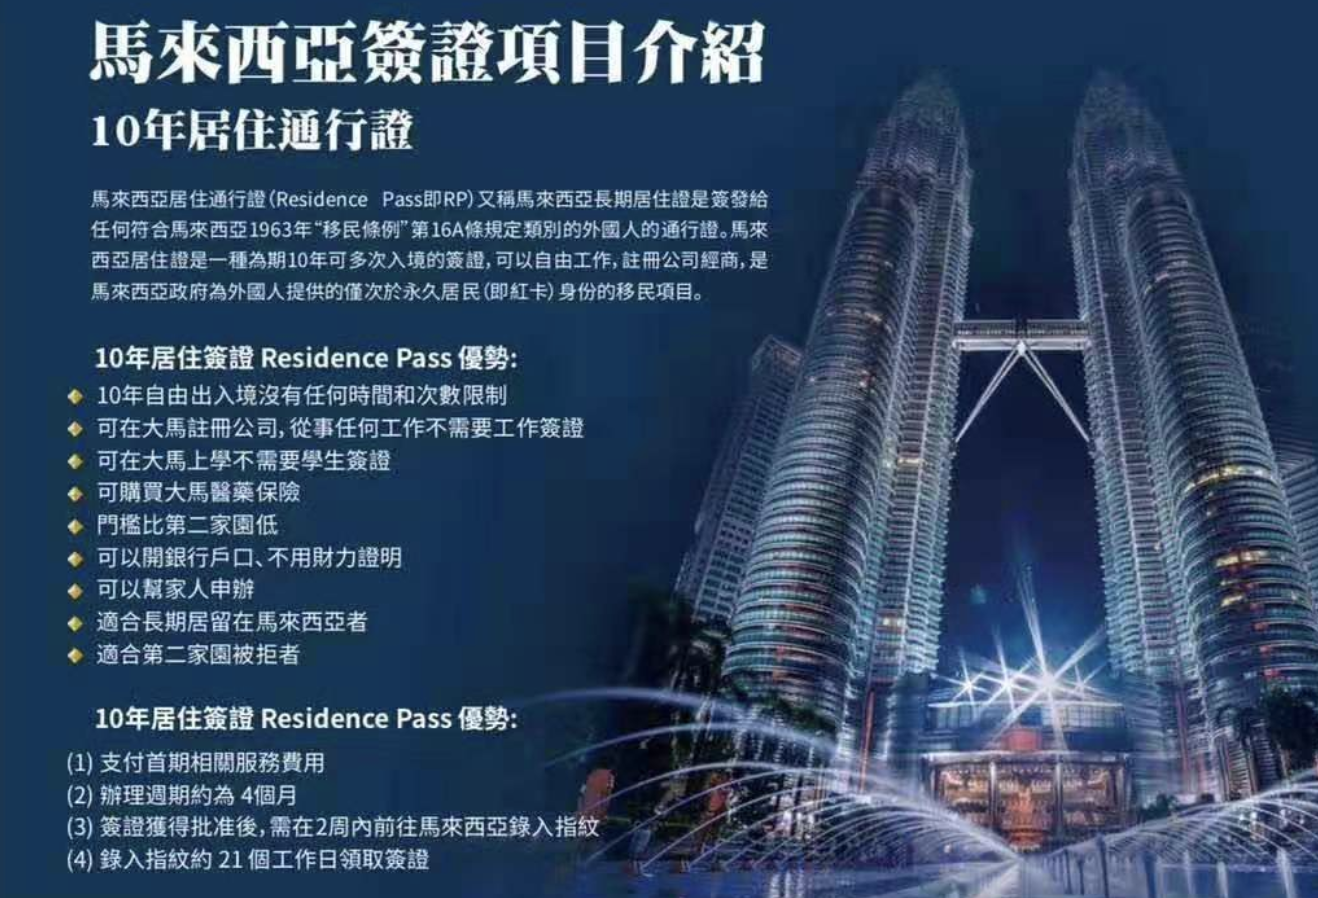 馬來西亞簽證項目介紹
10年居住通行證
馬來西亞居住通行證(Residence Pass即RP)又稱馬來西亞長期居住證是簽發給
任何符合馬來西亞1963年“移民條例”第16A條規定類別的外國人的通行證。馬來
西亞居住證是一種為期10年可多次入境的簽證,可以自由工作,註冊公司經商,是
馬來西亞政府為外國人提供的僅次於永久居民(即紅卡)身份的移民項目。
10年居住簽證 Residence Pass 優勢:
10年自由出入境沒有任何時間和次數限制
可在大馬註冊公司,從事任何工作不需要工作簽證
可在大馬上學不需要學生簽證
可購買大馬醫藥保險
門檻比第二家園低
可以開銀行戶口、不用財力證明
可以幫家人申辦
適合長期居留在馬來西亞者
適合第二家園被拒者
10年居住簽證 Residence Pass 優勢:
(1) 支付首期相關服務費用
(2) 辦理週期約為 4個月
(3) 簽證獲得批准後,需在2周內前往馬來西亞錄入指紋
(4) 錄入指紋約 21 個工作日領取簽證